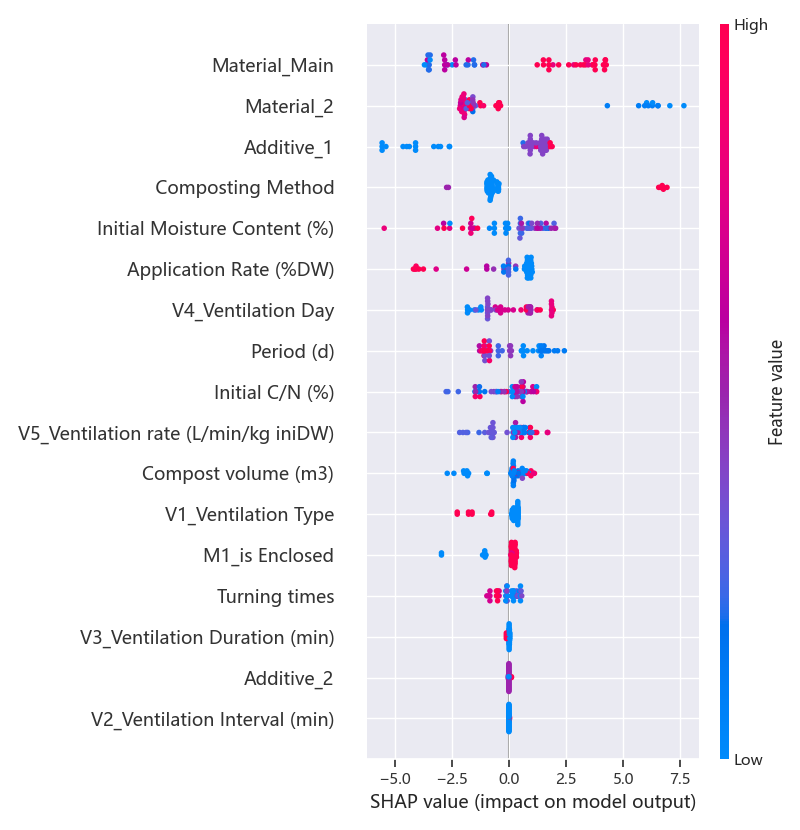 High
Material_Main
Material_2
Additive_1
Composting Method
Initial Moisture Content (%)
Application Rate (%DW)
V4_Ventilation Day
Period (d)
Initial C/N (%)
V5_Ventilation rate (L/min/kg iniDW)
Compost volume (m3)
V1_Ventilation Type
M1_is Enclosed
Turning times
V3_Ventilation Duration (min)
Additive_2
V2_Ventilation Interval (min)
Feature value
Low
−5.0 −2.5 0.0 2.5 5.0 7.5
SHAP value (impact on model output)